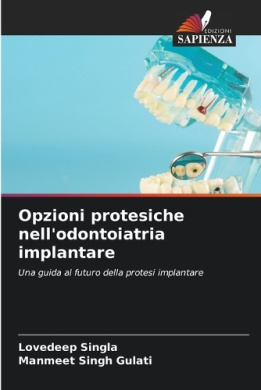 EDIZIONI
SAPIENZA
Opzioni protesiche
nell'odontoiatria
implantare
Una guida al futuro della protesi implantare
Lovedeep Singla
Manmeet Singh Gulati